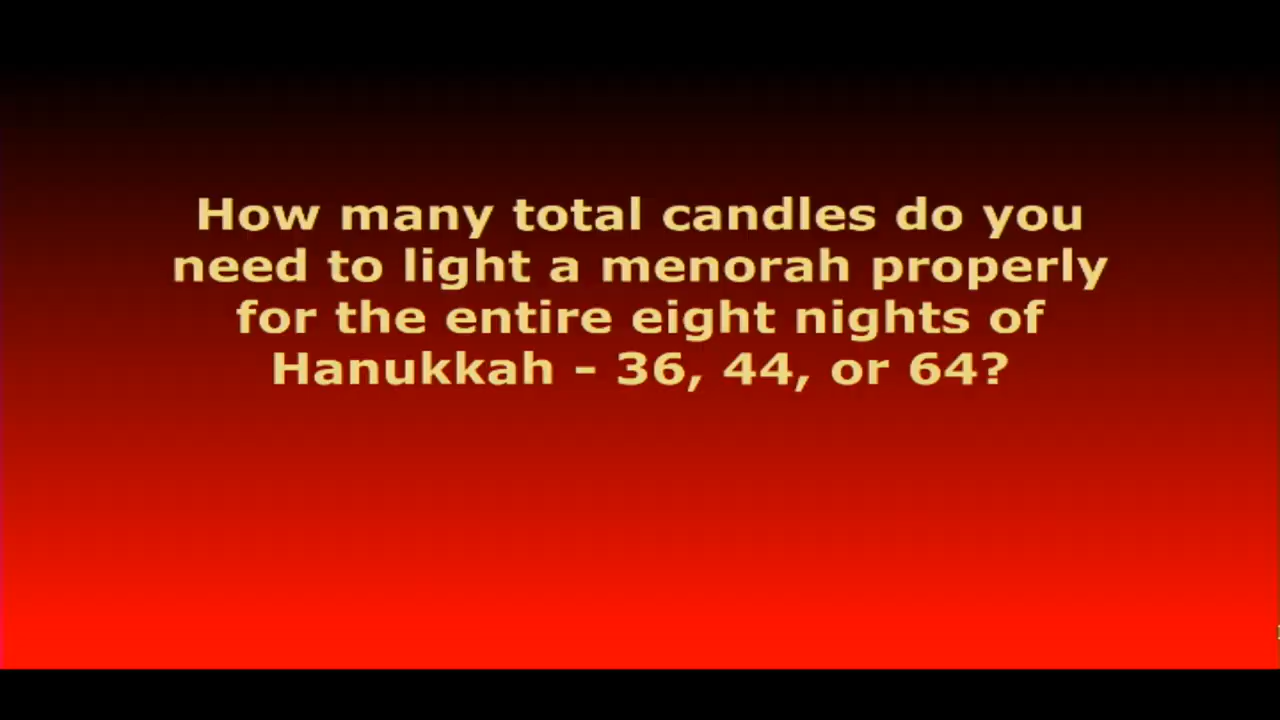 How many total candles do you
need to light a menorah properly
for the entire eight nights of
Hanukkah - 36, 44, or 64?